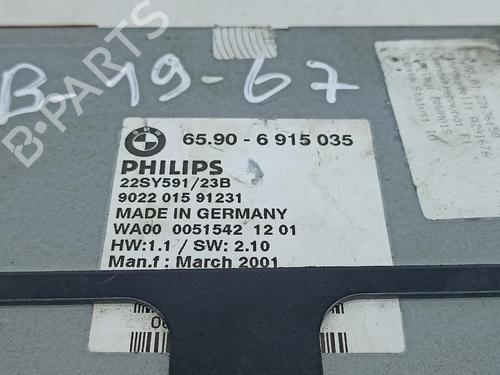 B-49-67
BMW
65.90 - 6 915 035
PHILIPS
22SY591/23B
9022 015 91231
MADE IN GERMANY
WA00 0051542 12 01
HW:1.1 / SW: 2.10
Man.f : March 2001